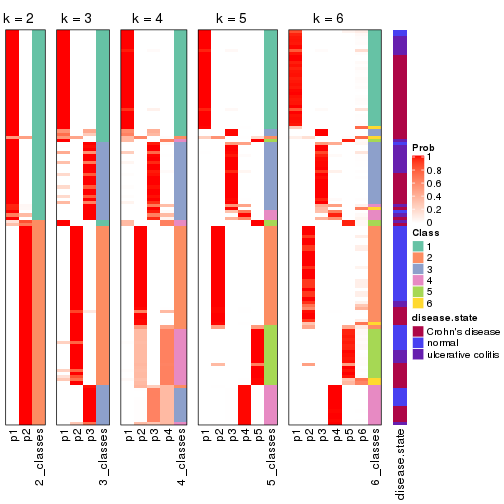 k = 2 k = 3 k = 4 k = 5 k = 6
p1 p2 2_classes
p1 p2 p3 3_classes
p1 p2 p3 p4 4_classes
p1 p2 p3 p4 p5 5_classes
p1 p2 p3 p4 p5 p6 6_classes
disease.state
Prob
1
0.8
0.6
0.4
0.2
0
Class
1
2
3
4
5
6
disease.state
Crohn's disease
normal
ulcerative colitis